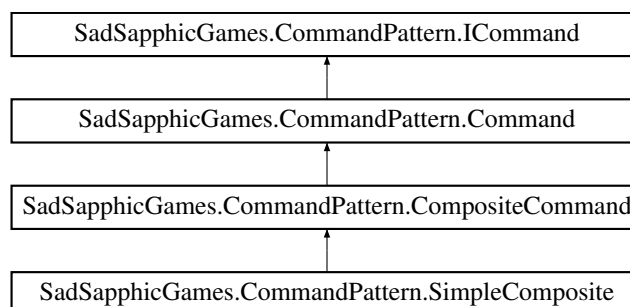 SadSapphicGames.CommandPattern.ICommand
SadSapphicGames.CommandPattern.Command
SadSapphicGames.CommandPattern.CompositeCommand
SadSapphicGames.CommandPattern.SimpleComposite